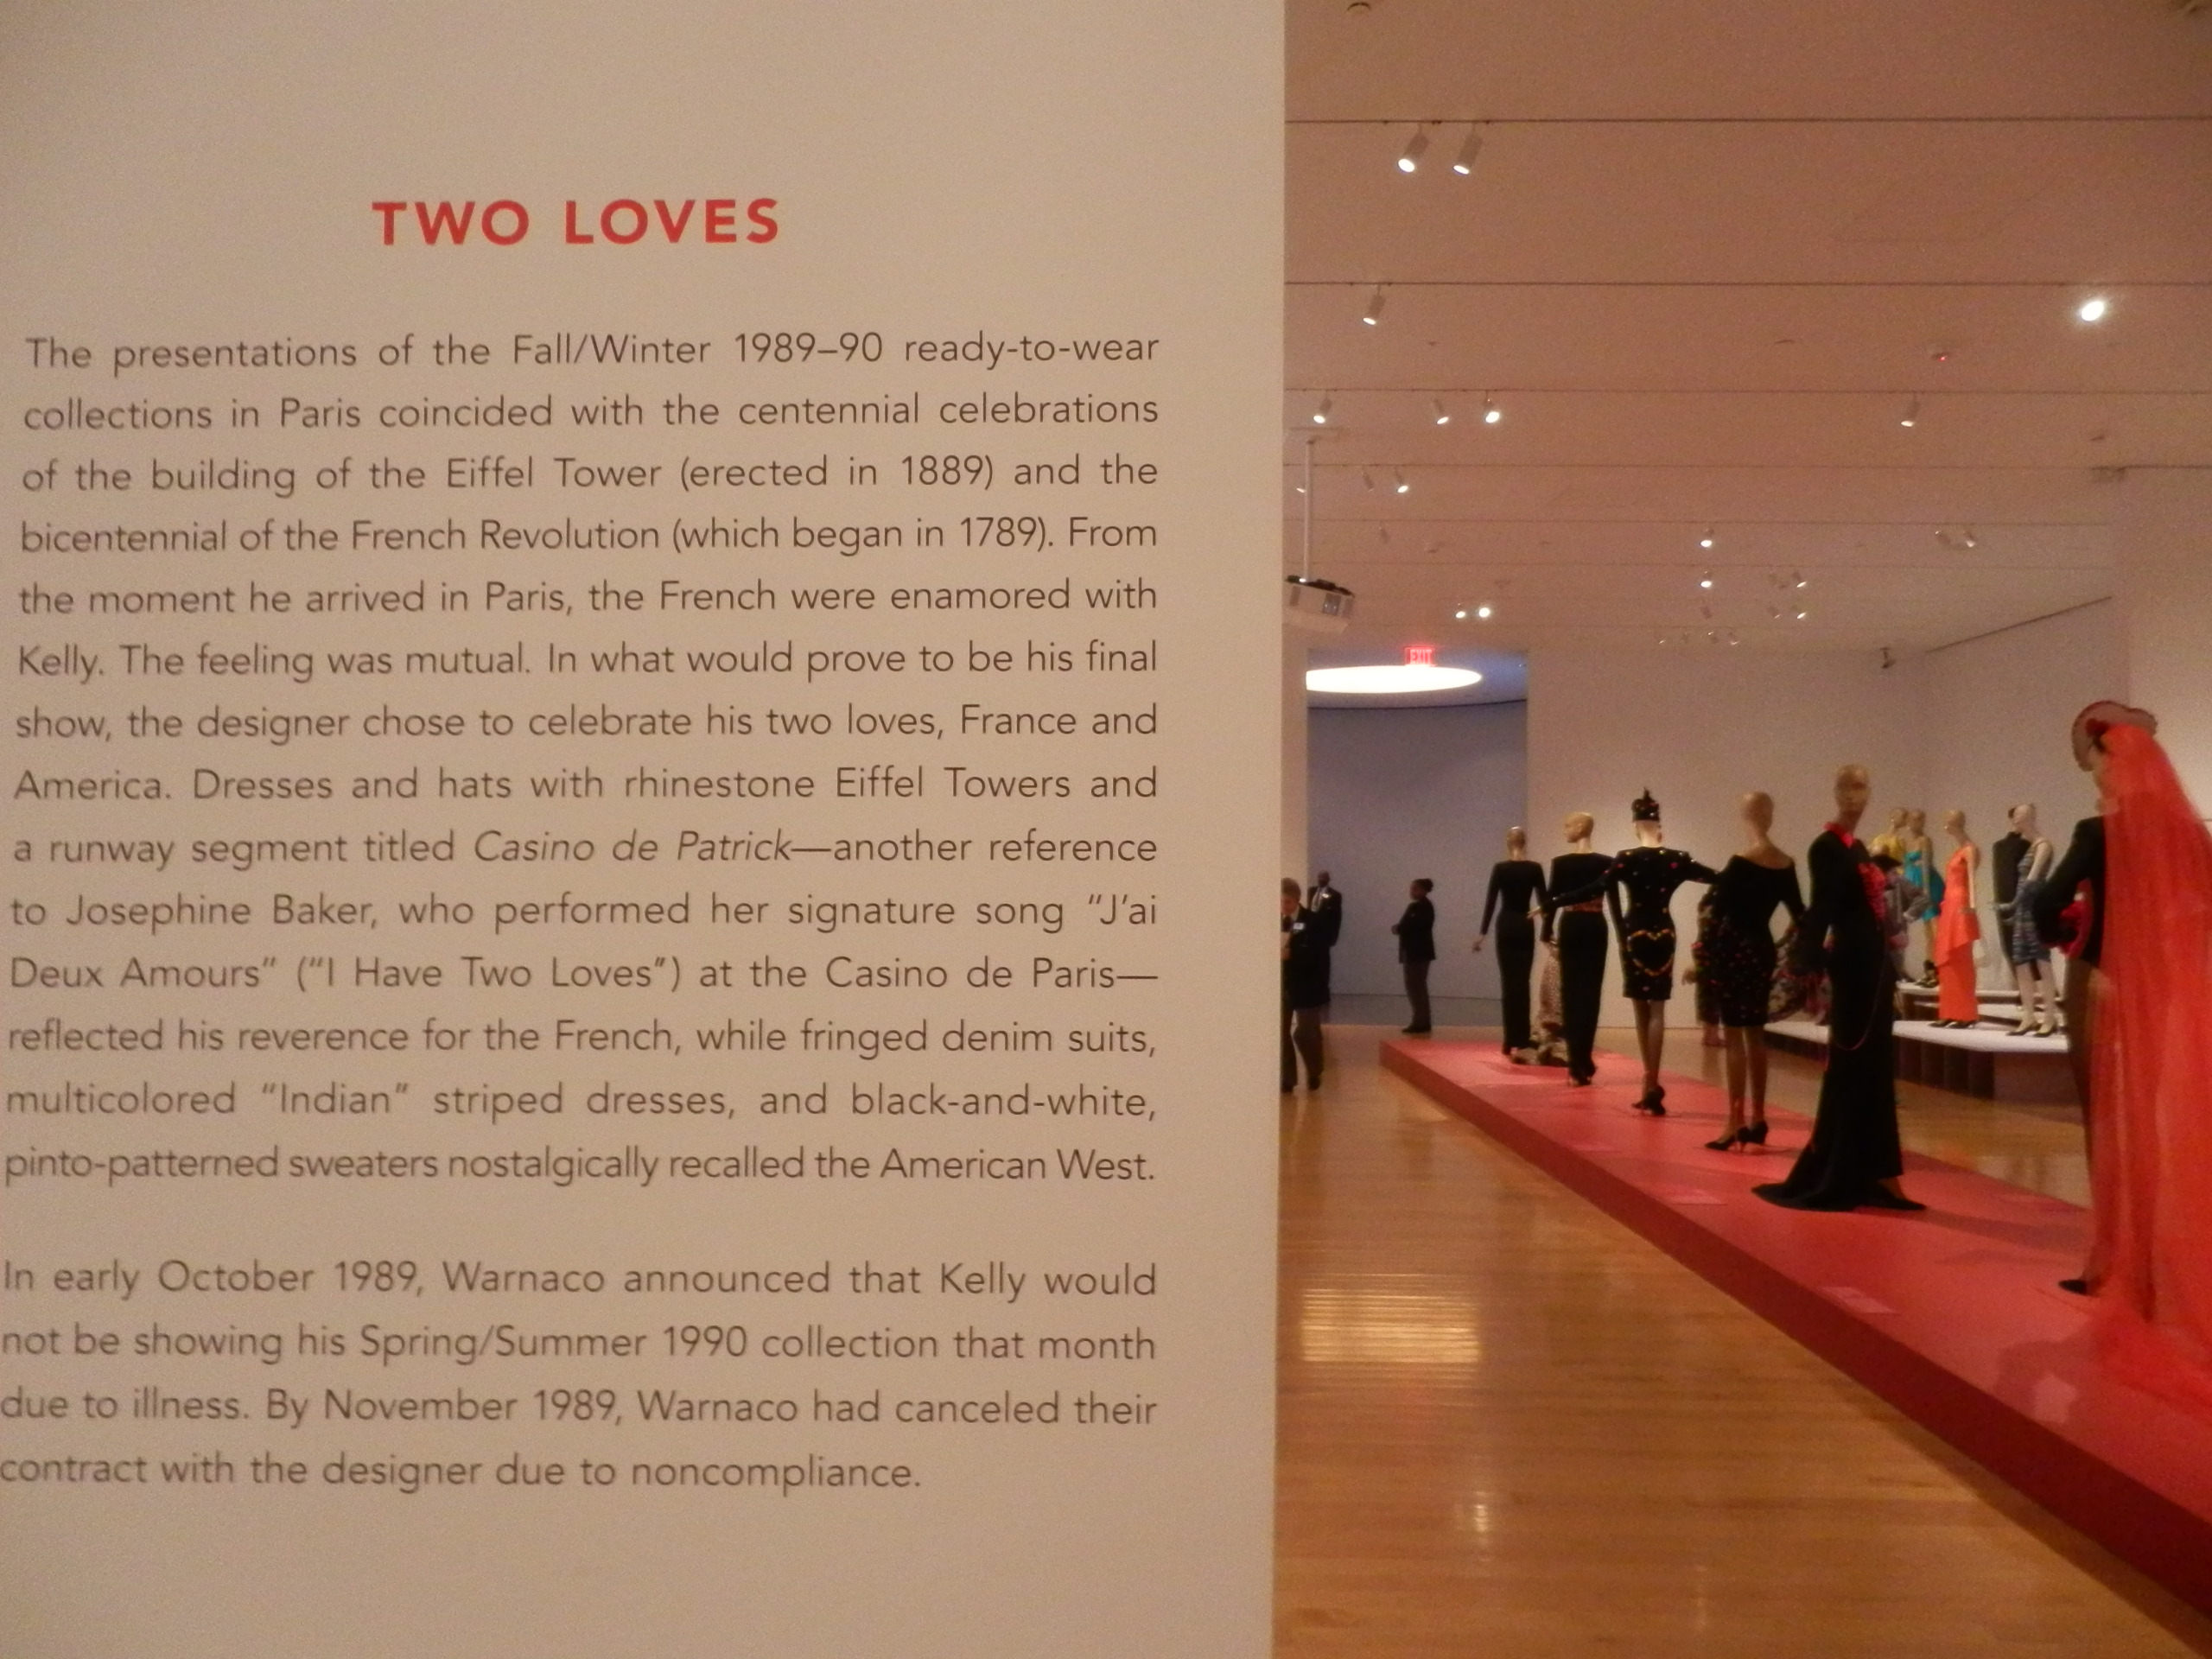 TWO LOVES
The presentations of the Fall/Winter 1989–90 ready-to-wear
collections in Paris coincided with the centennial celebrations
of the building of the Eiffel Tower (erected in 1889) and the
bicentennial of the French Revolution (which began in 1789). From
the moment he arrived in Paris, the French were enamored with
Kelly. The feeling was mutual. In what would prove to be his final
show, the designer chose to celebrate his two loves, France and
America. Dresses and hats with rhinestone Eiffel Towers and
a runway segment titled Casino de Patrick—another reference
to Josephine Baker, who performed her signature song “J’ai
Deux Amours” (“I Have Two Loves”) at the Casino de Paris—
reflected his reverence for the French, while fringed denim suits,
multicolored “Indian” striped dresses, and black-and-white,
pinto-patterned sweaters nostalgically recalled the American West.
In early October 1989, Warnaco announced that Kelly would
not be showing his Spring/Summer 1990 collection that month
due to illness. By November 1989, Warnaco had canceled their
contract with the designer due to noncompliance.
EXIT